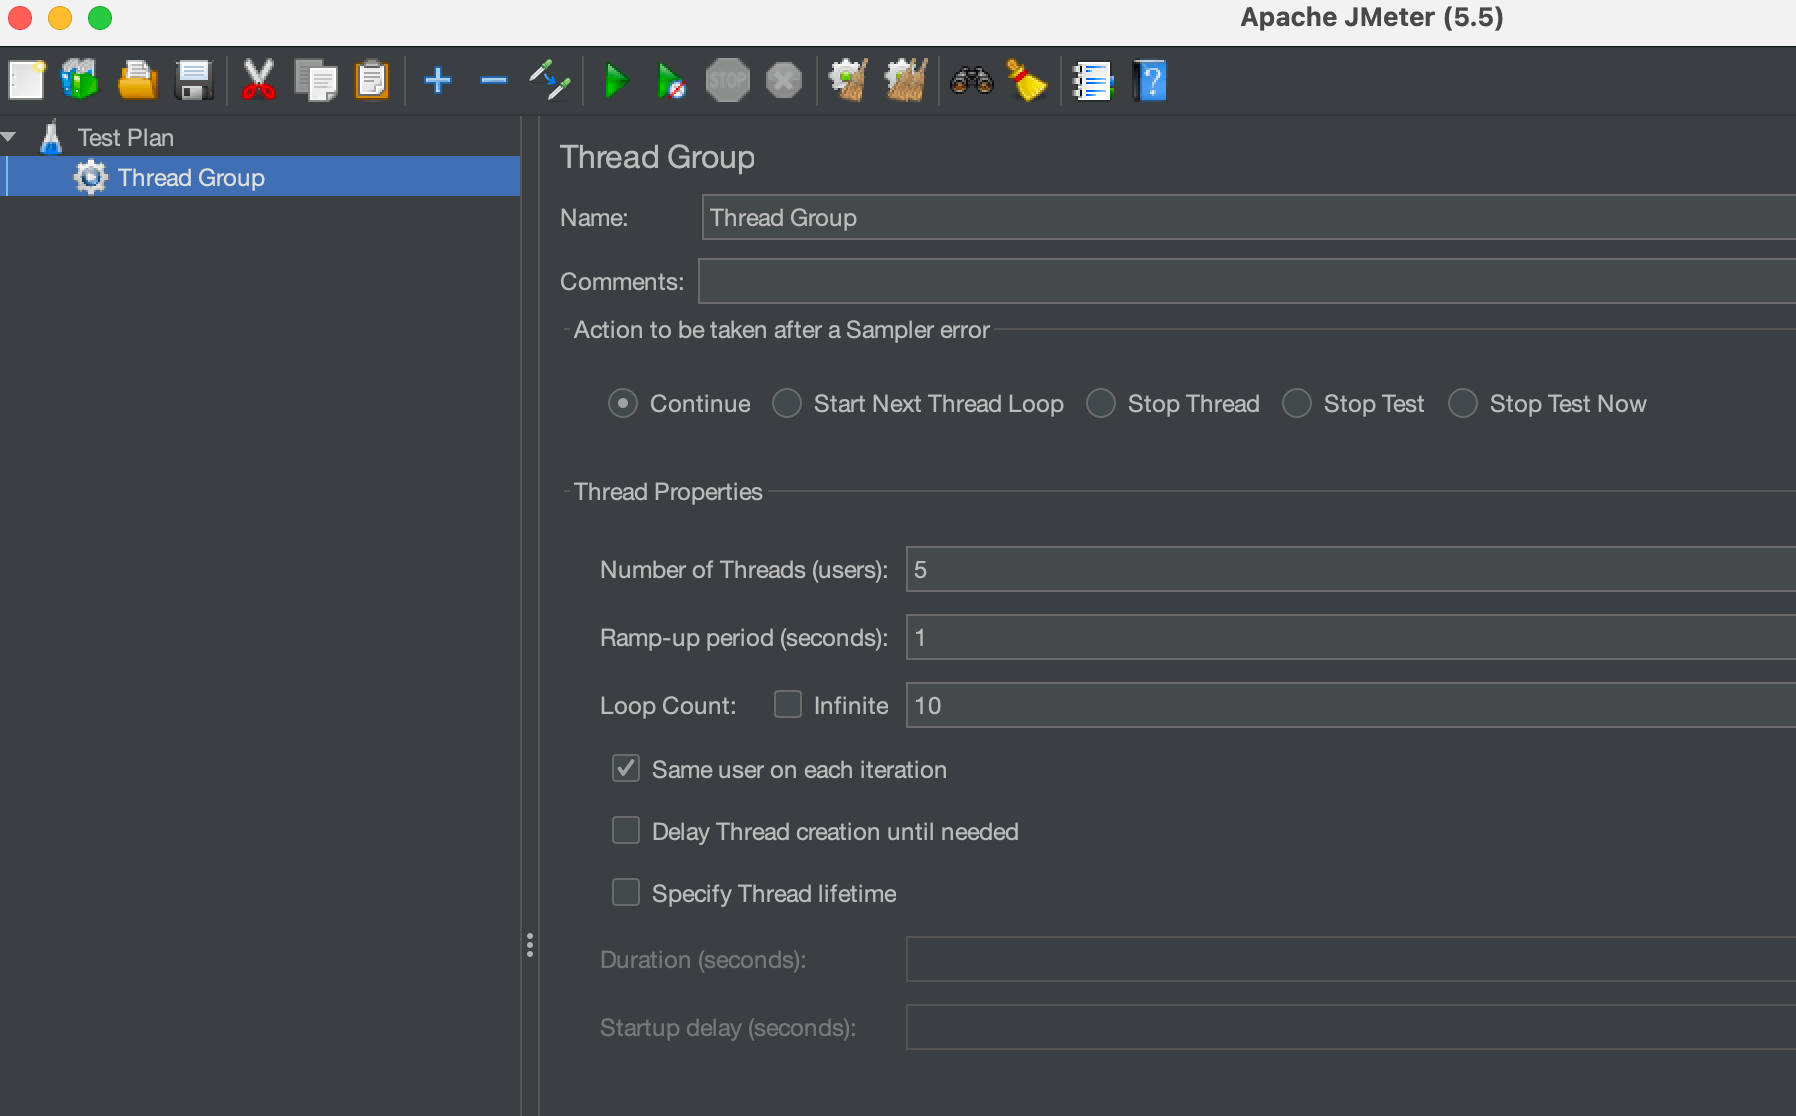 Apache JMeter (5.5)
STOP
?
Test Plan
Thread Group
Thread Group
Name: Thread Group
Comments:
Action to be taken after a Sampler error
Continue Start Next Thread Loop Stop Thread Stop Test Stop Test Now
Thread Properties
Number of Threads (users): 5
Ramp-up period (seconds): 1
Loop Count: Infinite 10
Same user on each iteration
Delay Thread creation until needed
Specify Thread lifetime
Duration (seconds):
Startup delay (seconds):